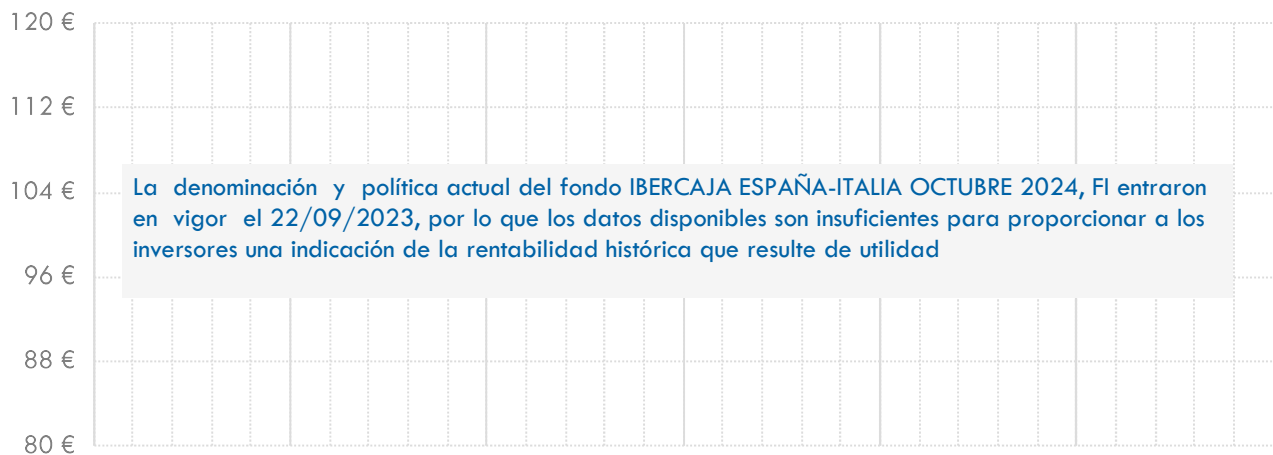 120 €
112 €
104 €
La denominación y política actual del fondo IBERCAJA ESPAÑA-ITALIA OCTUBRE 2024, FI entraron
en vigor el 22/09/2023, por lo que los datos disponibles son insuficientes para proporcionar a los
inversores una indicación de la rentabilidad histórica que resulte de utilidad
96 €
88 €
80 €